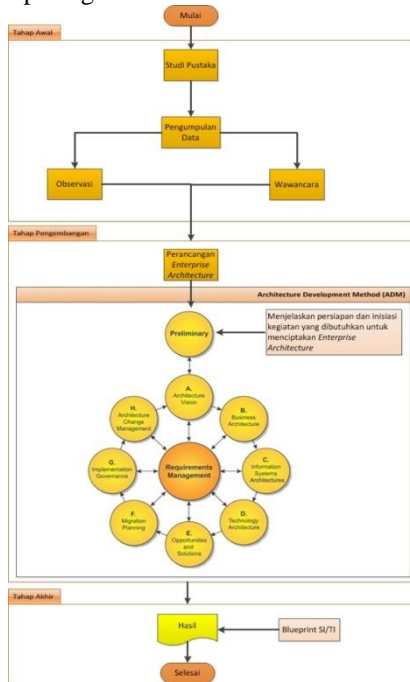 Mulai
Tahap Awal
Studi Pustaka
Pengumpulan
Data
Observasi
Wawancara
Tahap Pengembangan
Perancangan
Enterprise
Architecture
Architecture Development Method (ADM)
Preliminary
Menjelaskan persiapan dan inisiasi
kegiatan yang dibutuhkan untuk
menciptakan Enterprise
Architecture
A.
Architecture
Vision
B.
Business
Architecture
C.
Information
Systems
Architectures
D.
Technology
Architecture
E.
Opportunities
and
Solutions
F.
Migration
Planning
G.
Implementation
Governance
H.
Architecture
Change
Management
Requirements
Management
Tahap Akhir
Hasil
Blueprint SI/TI
Selesai